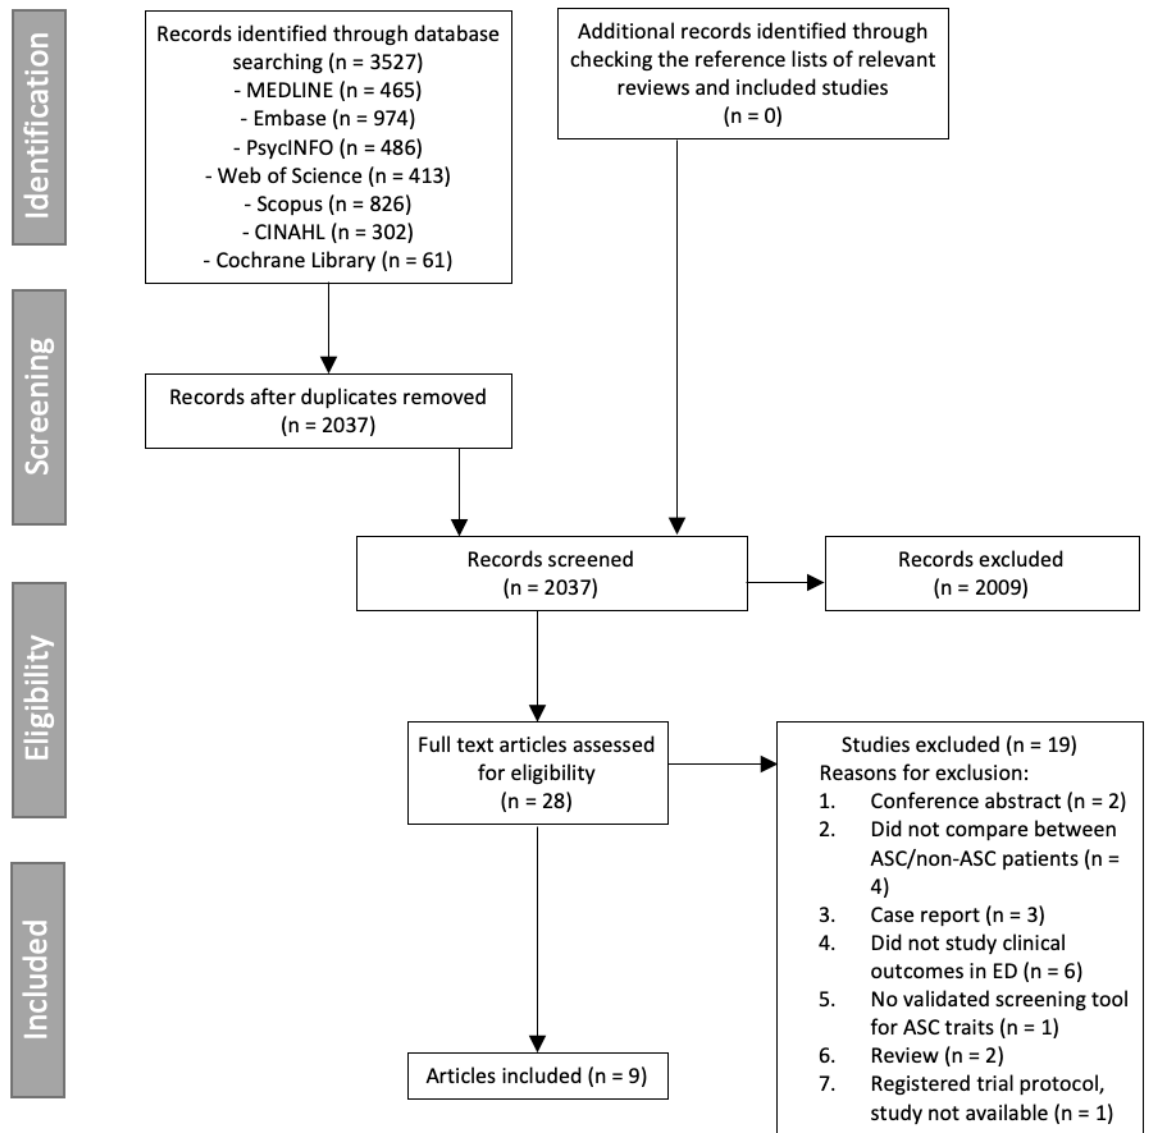 Identification
Records identified through database
searching (n = 3527)
- MEDLINE (n = 465)
- Embase (n = 974)
- PsycINFO (n = 486)
- Web of Science (n = 413)
- Scopus (n = 826)
- CINAHL (n = 302)
- Cochrane Library (n = 61)
Additional records identified through
checking the reference lists of relevant
reviews and included studies
(n = 0)
Screening
Records after duplicates removed
(n = 2037)
Records screened
(n = 2037)
Records excluded
(n = 2009)
Eligibility
Full text articles assessed
for eligibility
(n = 28)
Studies excluded (n = 19)
Reasons for exclusion:
1. Conference abstract (n = 2)
2. Did not compare between
ASC/non-ASC patients (n =
4)
3. Case report (n = 3)
4. Did not study clinical
outcomes in ED (n = 6)
5. No validated screening tool
for ASC traits (n = 1)
6. Review (n = 2)
7. Registered trial protocol,
study not available (n = 1)
Included
Articles included (n = 9)